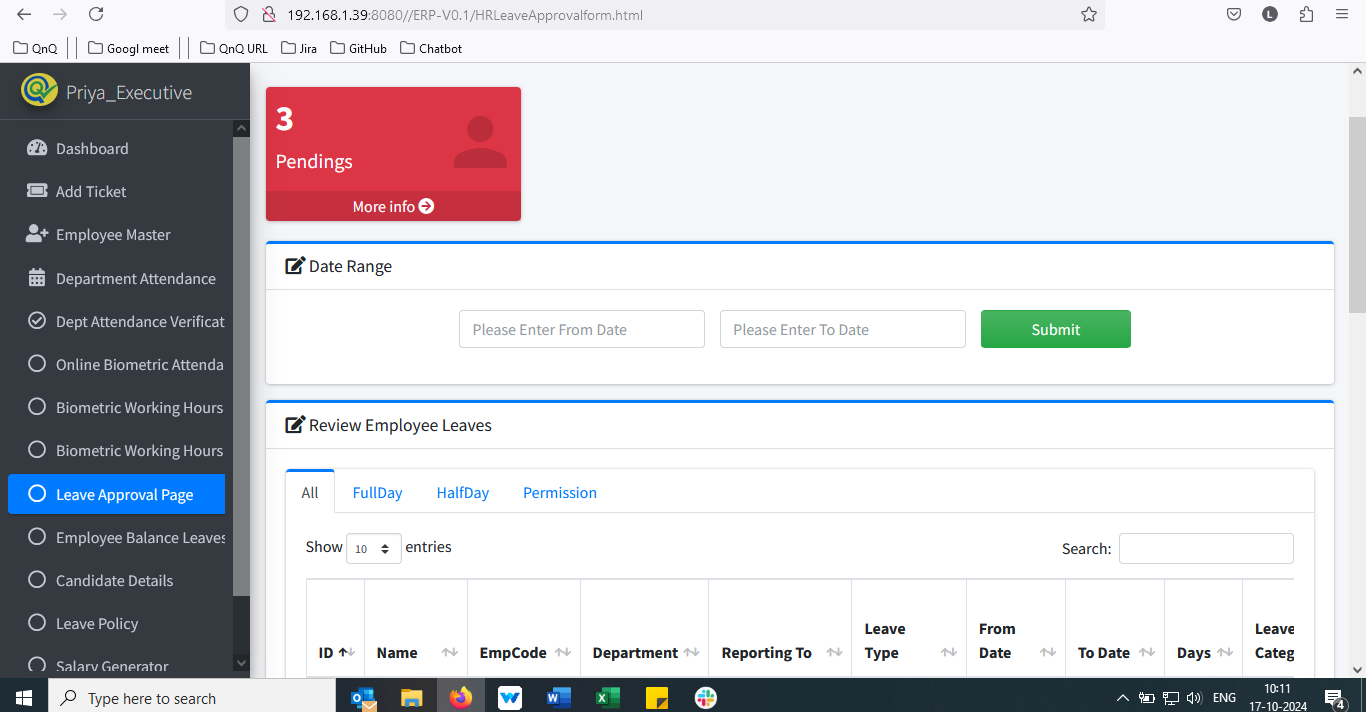 192.168.1.39:8080//ERP-V0.1/HRLeaveApprovalform.html
L
QnQ
Googl meet
QnQ URL
Jira
GitHub
Chatbot
Priya_Executive
Dashboard
Add Ticket
Employee Master
Department Attendance
Dept Attendance Verificat
Online Biometric Attenda
Biometric Working Hours
Biometric Working Hours
Leave Approval Page
Employee Balance Leaves
Candidate Details
Leave Policy
Salary Generator
3
Pendings
More info
Date Range
Please Enter From Date
Please Enter To Date
Submit
Review Employee Leaves
All
FullDay
HalfDay
Permission
Show 10 entries
Search:
ID
Name
EmpCode
Department
Reporting To
Leave
Type
From
Date
To Date
Days
Leave
Categ
Type here to search
ENG
10:11
17-10-2024
4